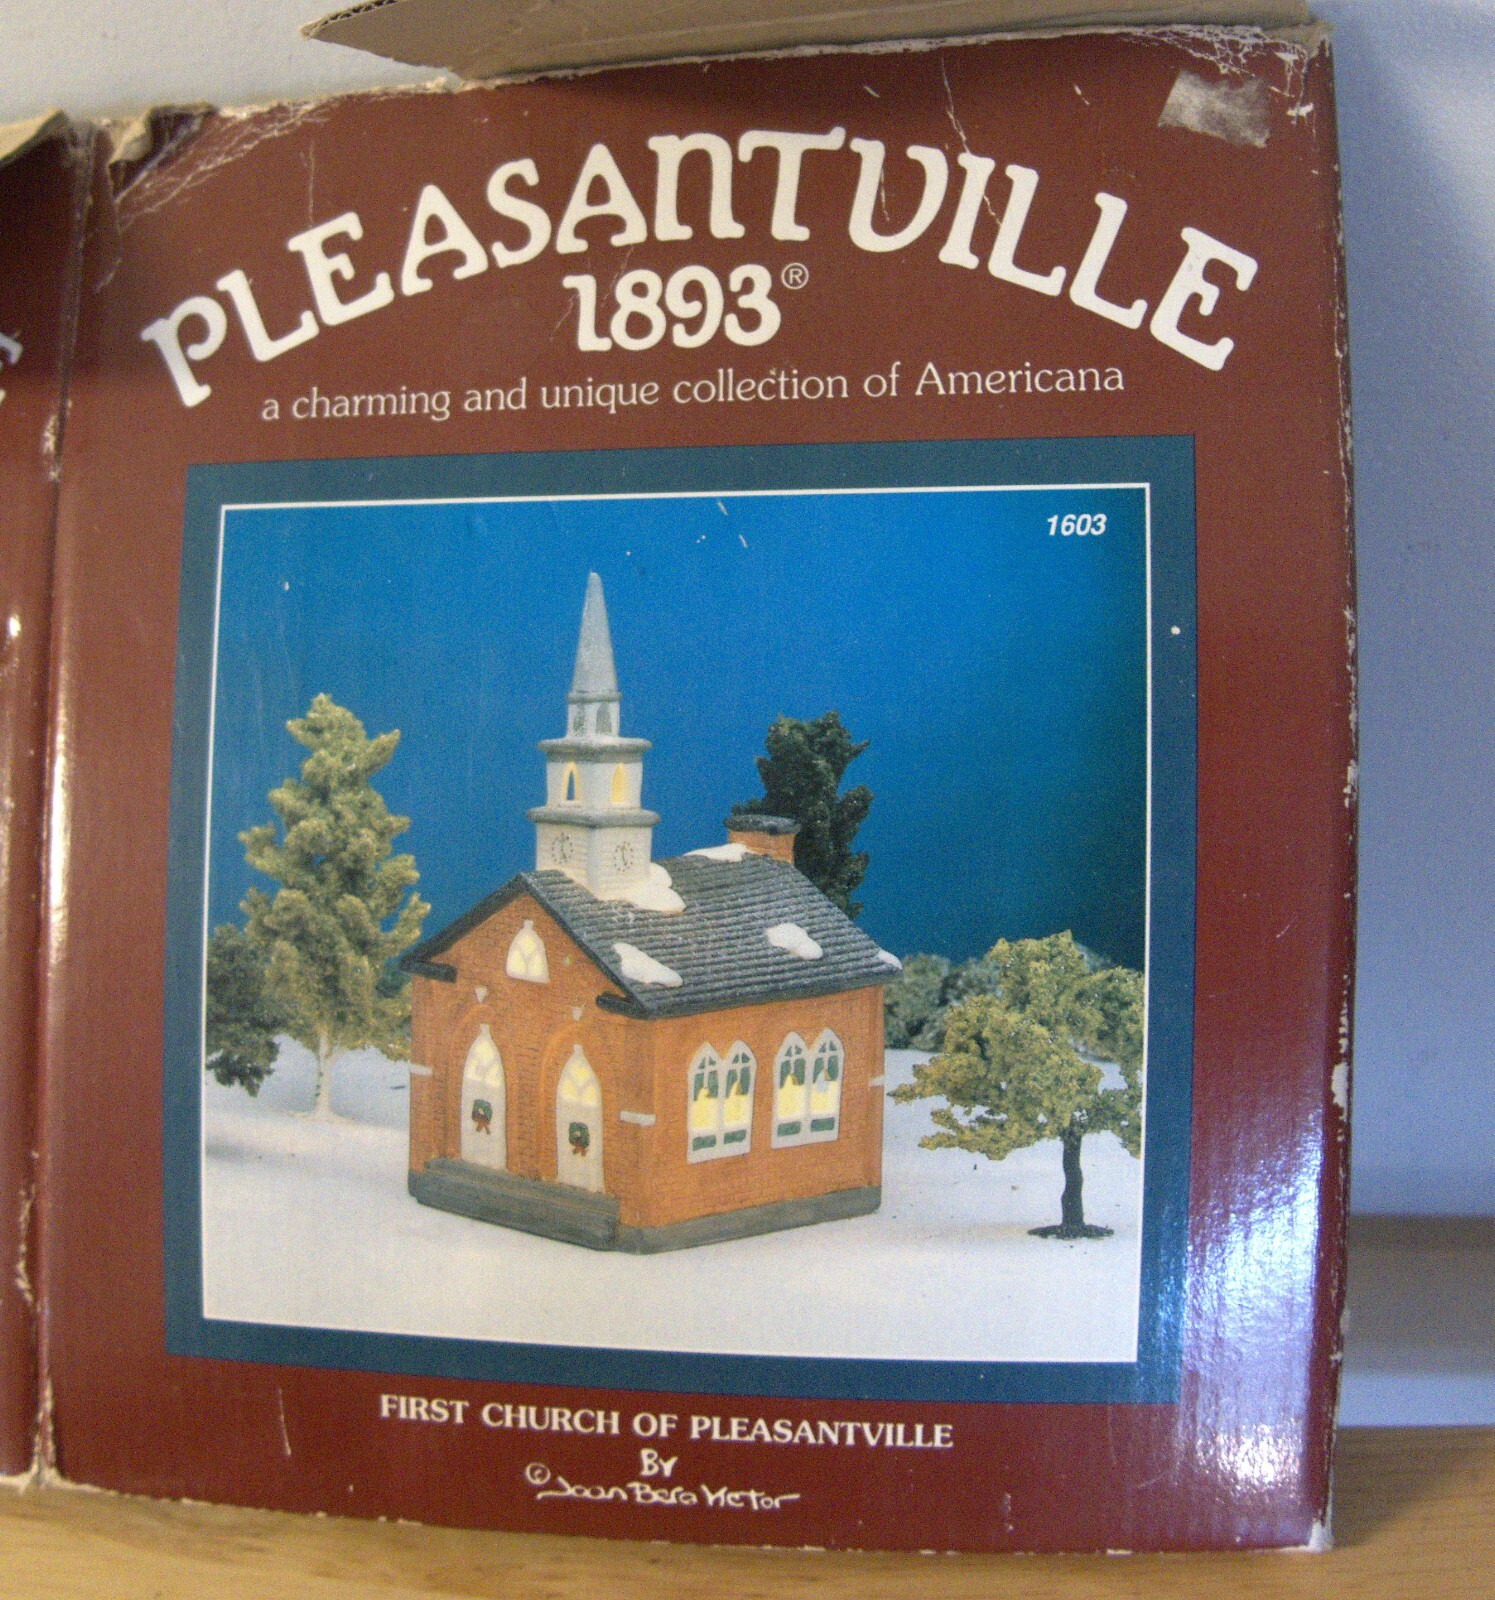 PLEASANTVILLE
1893®
a charming and unique collection of Americana
1603
FIRST CHURCH OF PLEASANTVILLE
BY
© Joan Berg Victor